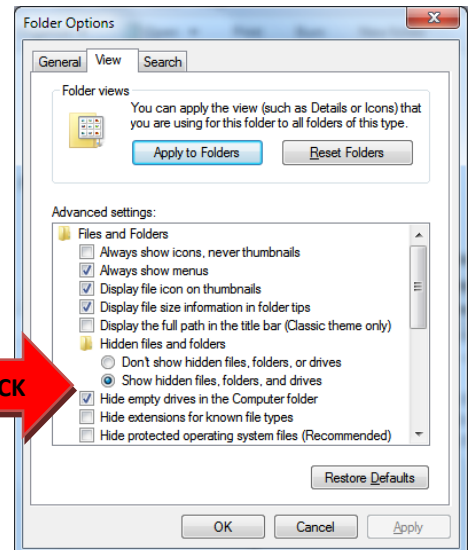 Folder Options
General View Search
Folder views
You can apply the view (such as Details or Icons) that
you are using for this folder to all folders of this type.
Apply to Folders Reset Folders
Advanced settings:
Files and Folders
Always show icons, never thumbnails
Always show menus
Display file icon on thumbnails
Display file size information in folder tips
Display the full path in the title bar (Classic theme only)
Hidden files and folders
Don't show hidden files, folders, or drives
Show hidden files, folders, and drives
CK
Hide empty drives in the Computer folder
Hide extensions for known file types
Hide protected operating system files (Recommended)
Restore Defaults
OK Cancel Apply